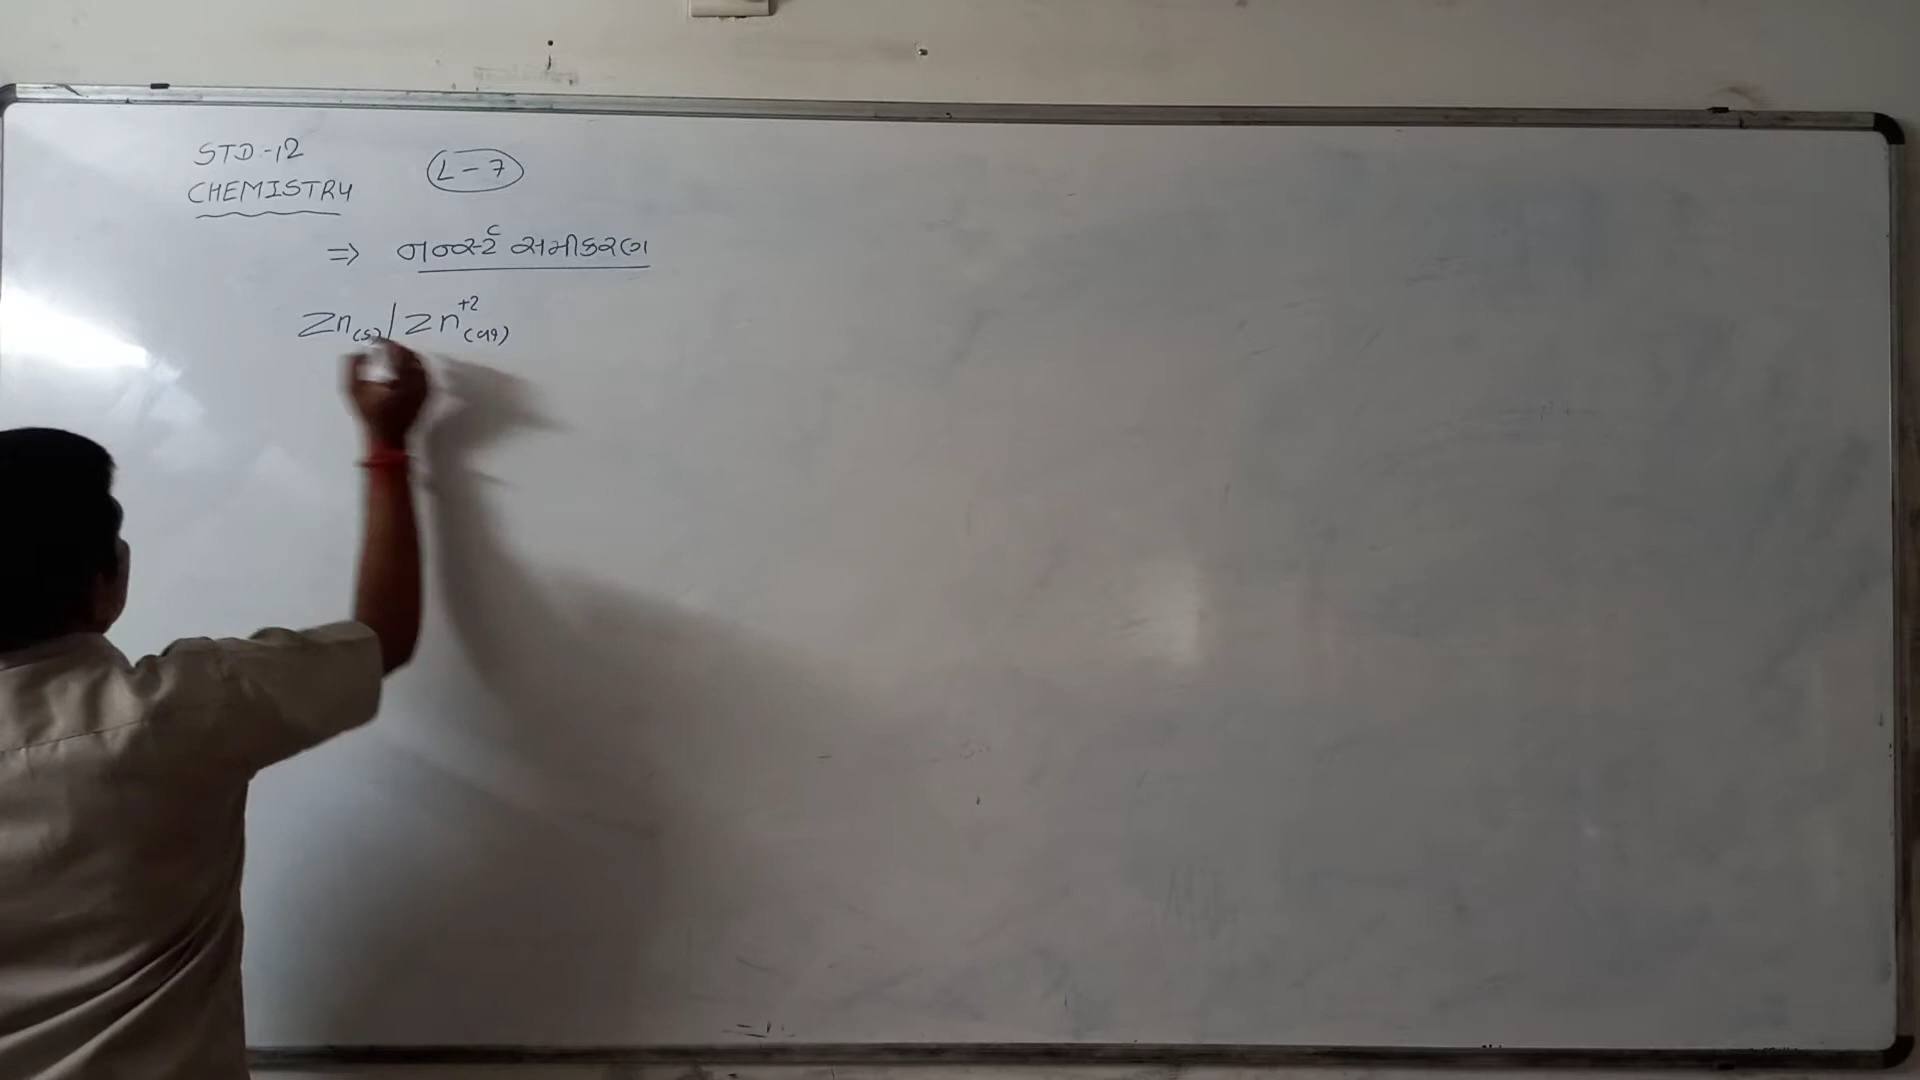 STD-12
L-7
CHEMISTRY
⇒ નર્ન્સ્ટ સમીકરણ
Zn(s)/Zn+2(aq)